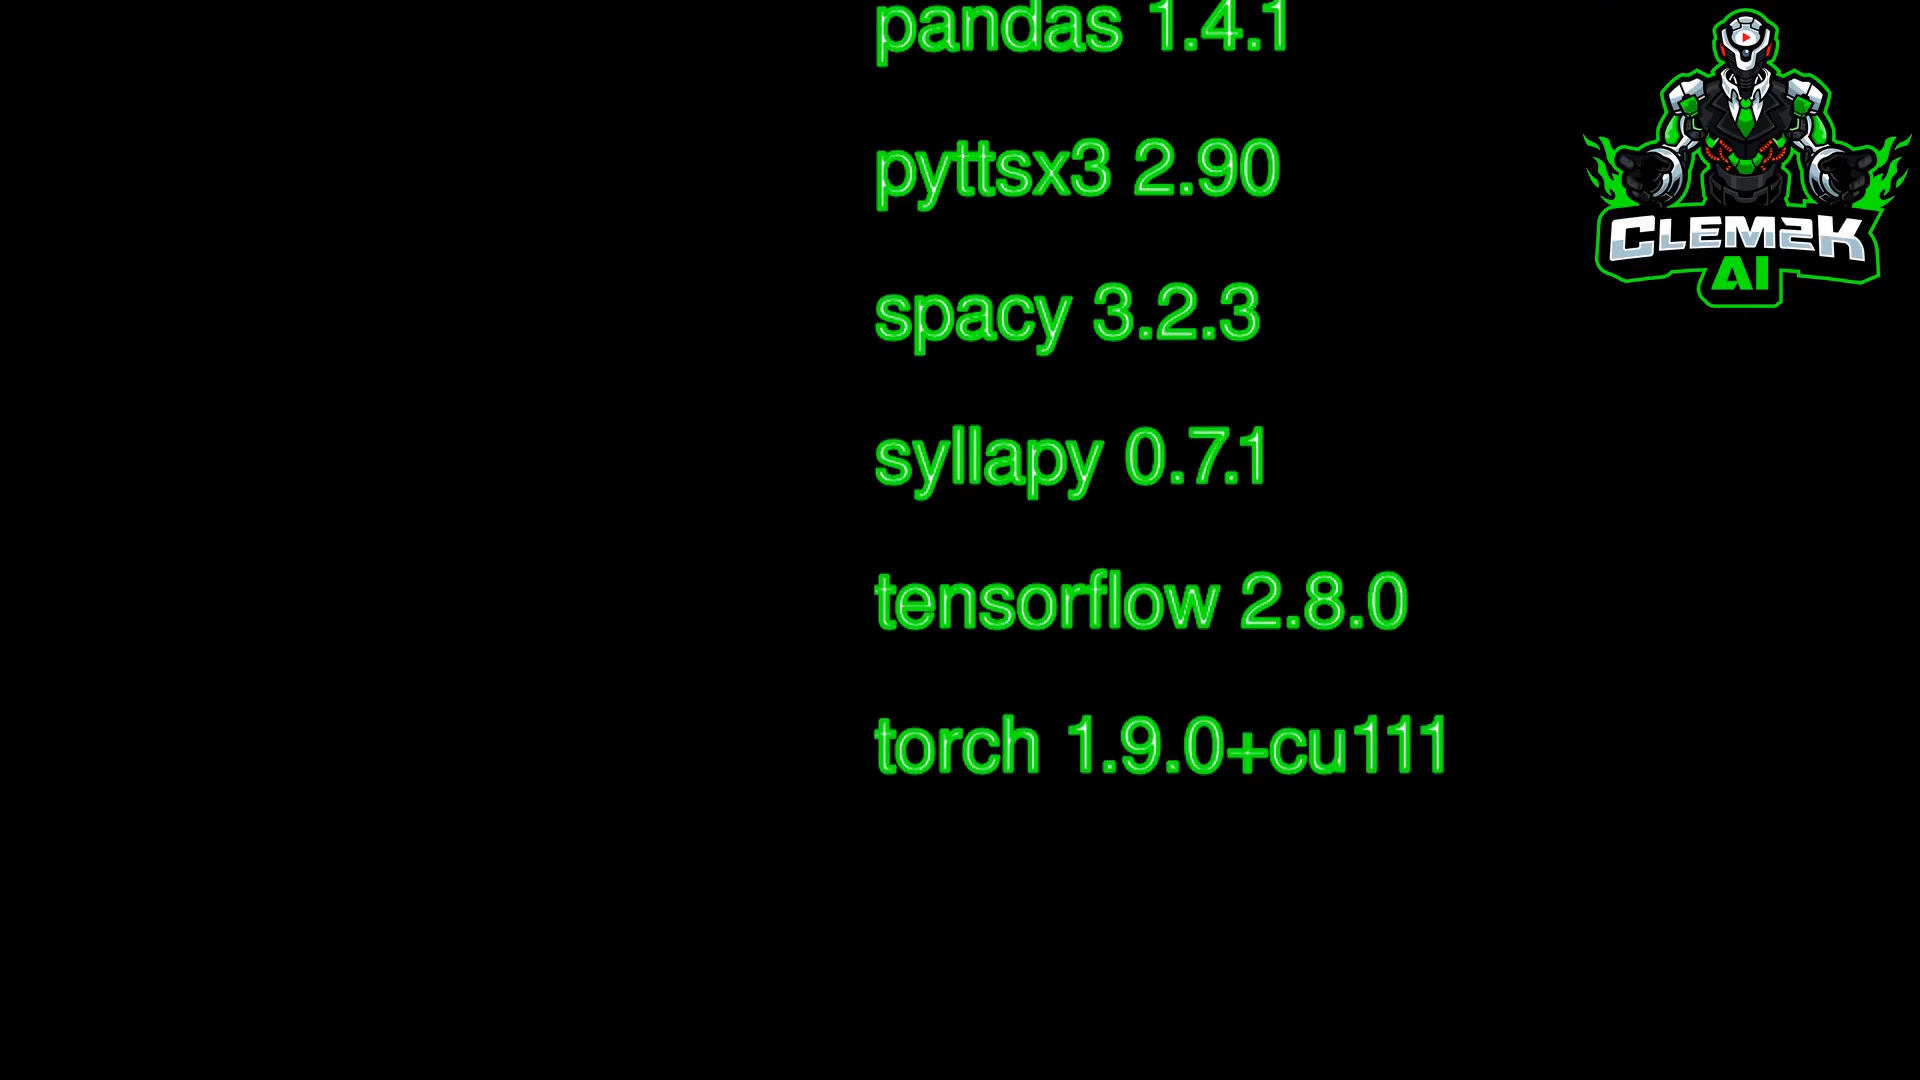 pandas 1.4.1
pyttsx3 2.90
spacy 3.2.3
syllapy 0.7.1
tensorflow 2.8.0
torch 1.9.0+cu111
CLEM2K
AI